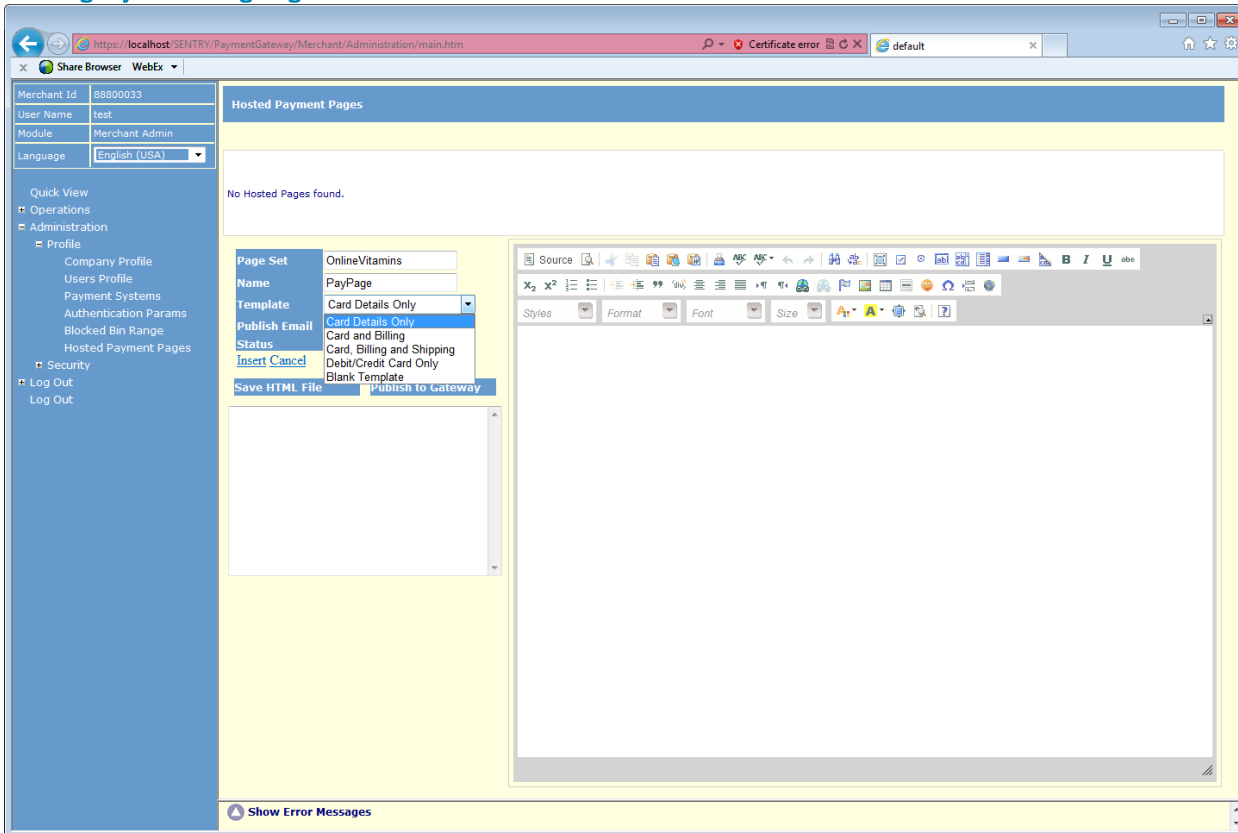 https://localhost/SENTRY/PaymentGateway/Merchant/Administration/main.htm Certificate error default
x Share Browser WebEx
Merchant Id 88800033
User Name test
Module Merchant Admin
Language English (USA)
Hosted Payment Pages
No Hosted Pages found.
Quick View
Operations
Administration
Profile
Company Profile
Users Profile
Payment Systems
Authentication Params
Blocked Bin Range
Hosted Payment Pages
Security
Log Out
Log Out
Page Set OnlineVitamins
Name PayPage
Template Card Details Only
Publish Email
Status
Card Details Only
Card and Billing
Card, Billing and Shipping
Debit/Credit Card Only
Blank Template
Insert Cancel
Save HTML File Publish to Gateway
Source
B I U abc
Styles Format Font Size
Show Error Messages